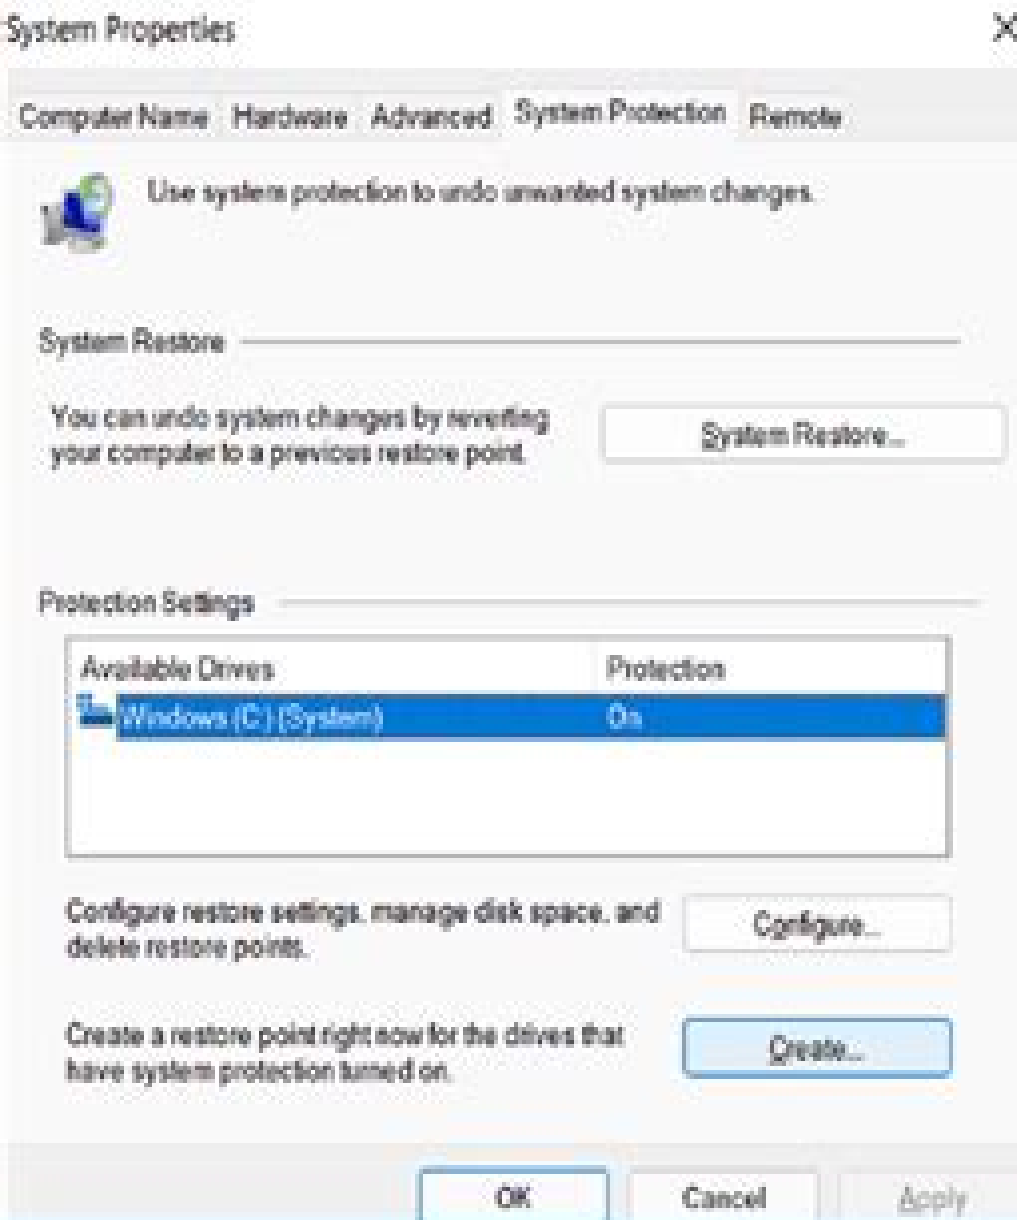 System Properties
Computer Name Hardware Advanced System Protection Remote
Use system protection to undo unwanted system changes.
System Restore
You can undo system changes by reverting
your computer to a previous restore point.
System Restore...
Protection Settings
Available Drives Protection
Windows (C:) (System) On
Configure restore settings, manage disk space, and
delete restore points.
Configure...
Create a restore point right now for the drives that
have system protection turned on.
Create...
OK Cancel Apply